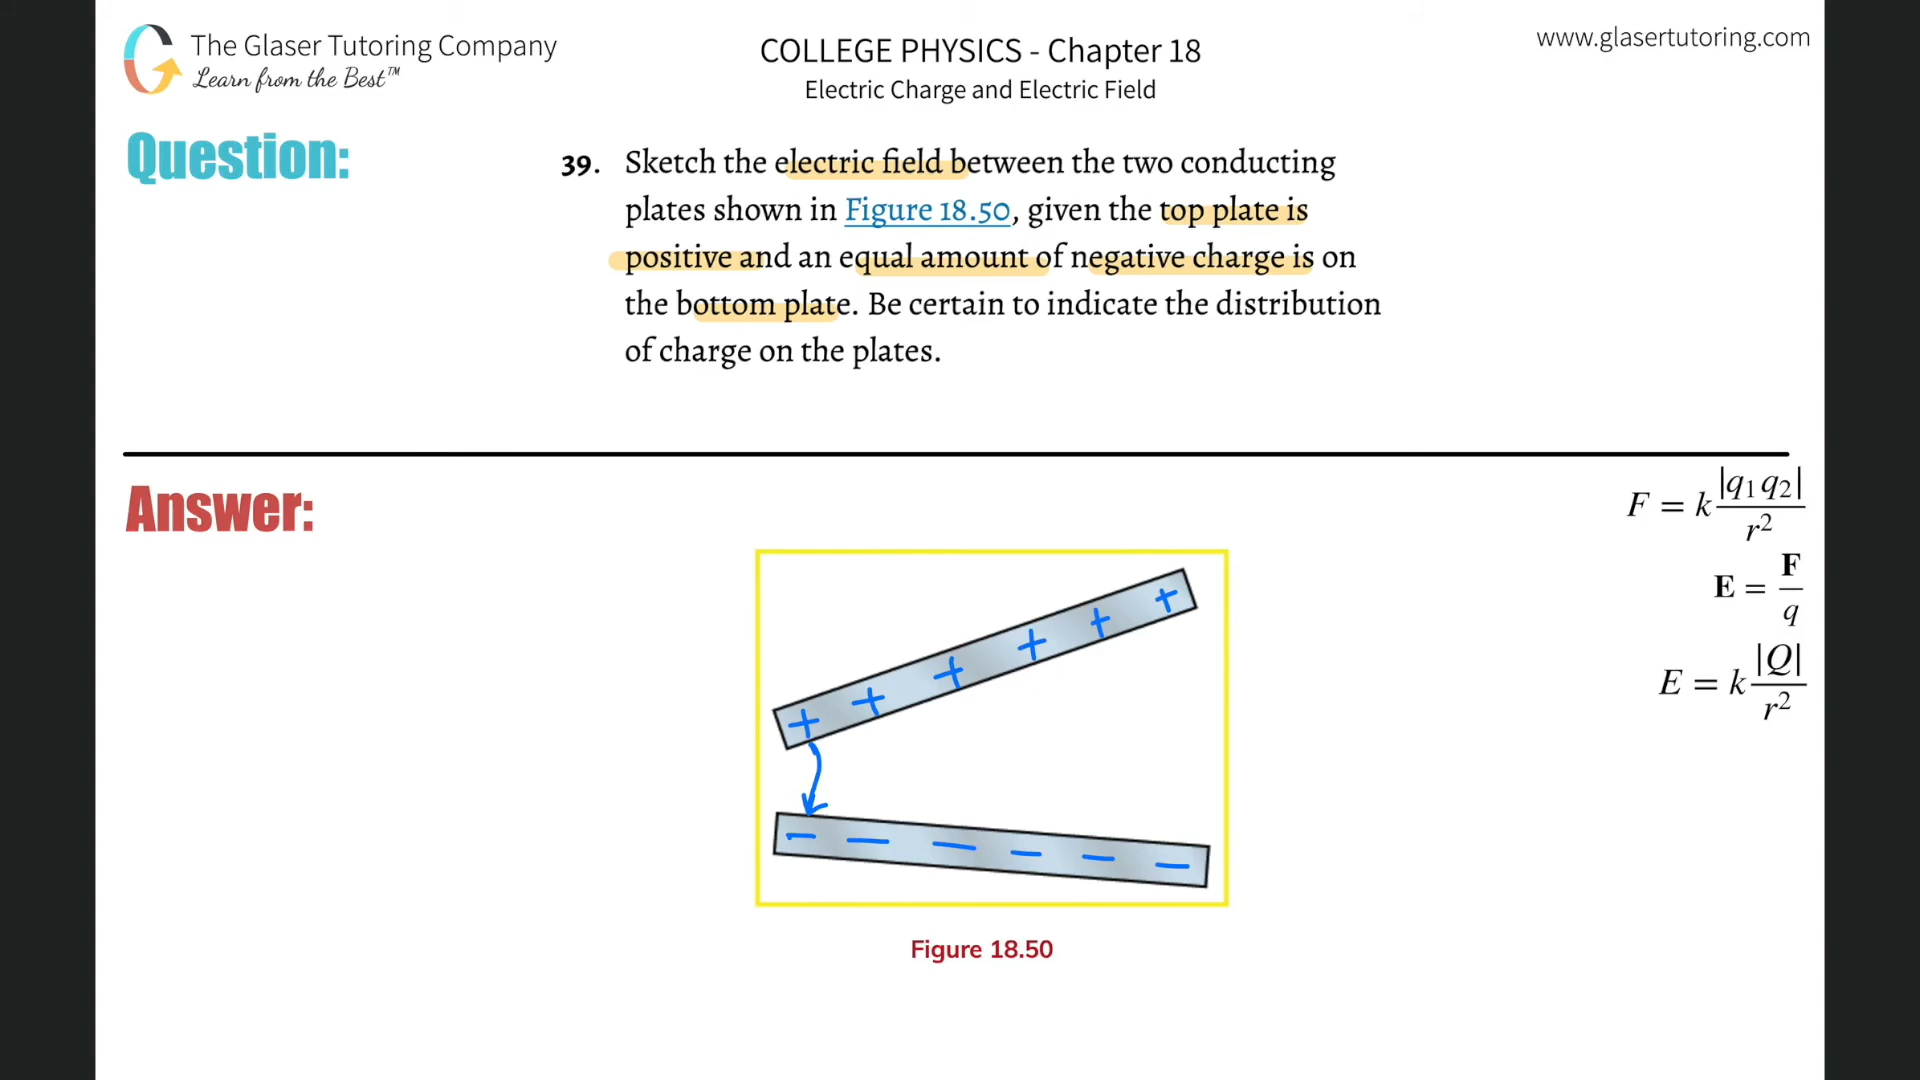 The Glaser Tutoring Company
Learn from the Best™
COLLEGE PHYSICS - Chapter 18
Electric Charge and Electric Field
www.glasertutoring.com
Question:
39. Sketch the electric field between the two conducting
plates shown in Figure 18.50, given the top plate is
positive and an equal amount of negative charge is on
the bottom plate. Be certain to indicate the distribution
of charge on the plates.
Answer:
F = k |q₁q₂| / r²
E = F / q
E = k |Q| / r²
+ + + + + +
− − − − − −
Figure 18.50